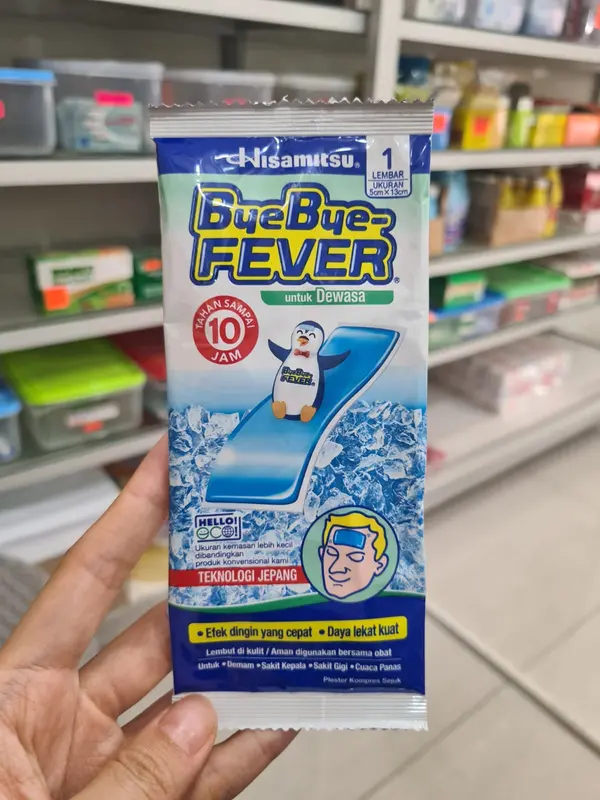 Hisamitsu®
1
LEMBAR
UKURAN
5cm×13cm
ByeBye-
FEVER®
untuk Dewasa
TAHAN SAMPAI
10
JAM
ByeBye
FEVER®
HELLO!
eco!
Ukuran kemasan lebih kecil
dibandingkan
produk konvensional kami
TEKNOLOGI JEPANG
• Efek dingin yang cepat • Daya lekat kuat
Lembut di kulit / Aman digunakan bersama obat
Untuk • Demam • Sakit Kepala • Sakit Gigi • Cuaca Panas
Plester Kompres Sejuk